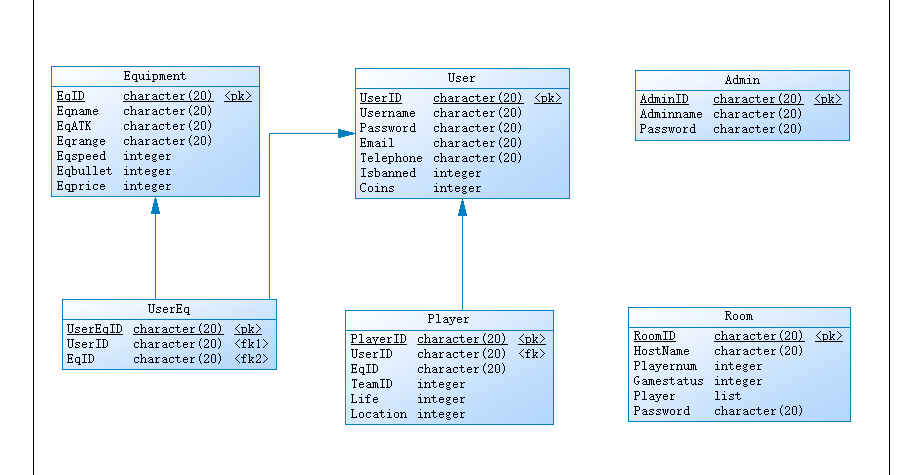 Equipment
EqID character(20) <pk>
Eqname character(20)
EqATK character(20)
Eqrange character(20)
Eqspeed integer
Eqbullet integer
Eqprice integer
User
UserID character(20) <pk>
Username character(20)
Password character(20)
Email character(20)
Telephone character(20)
Isbanned integer
Coins integer
Admin
AdminID character(20) <pk>
Adminname character(20)
Password character(20)
UserEq
UserEqID character(20) <pk>
UserID character(20) <fk1>
EqID character(20) <fk2>
Player
PlayerID character(20) <pk>
UserID character(20) <fk>
EqID character(20)
TeamID integer
Life integer
Location integer
Room
RoomID character(20) <pk>
HostName character(20)
Playernum integer
Gamestatus integer
Player list
Password character(20)